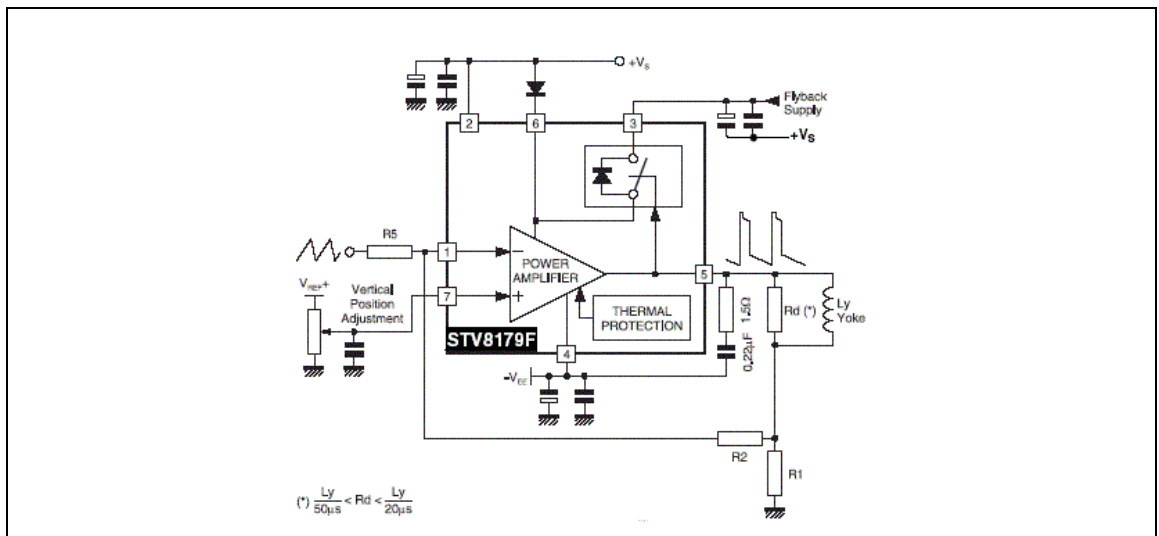 +VS
Flyback
Supply
+VS
2
6
3
R5
1
POWER
AMPLIFIER
−
+
5
VREF+
Vertical
Position
Adjustment
7
THERMAL
PROTECTION
STV8179F
4
−VEE
1.5Ω
0.22µF
Rd (*)
Ly
Yoke
R2
R1
(*) Ly/50µs < Rd < Ly/20µs